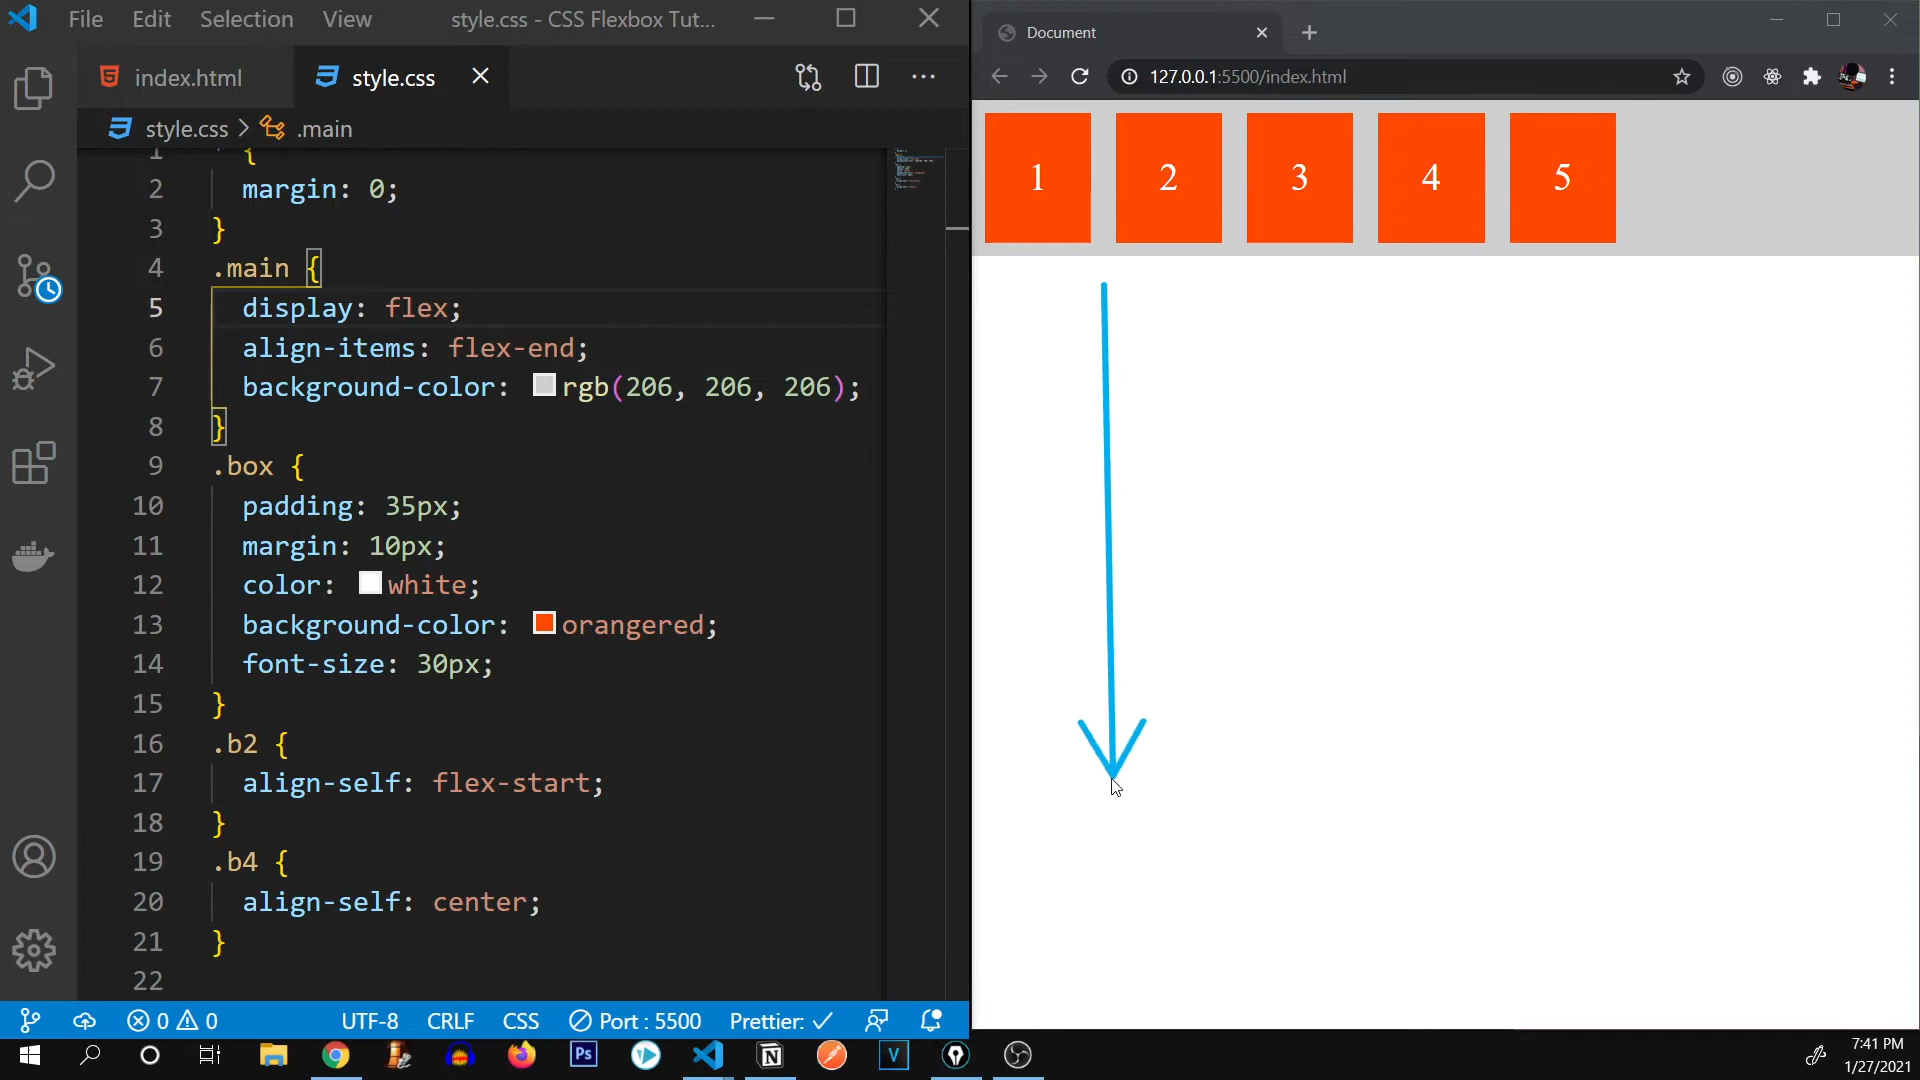 File Edit Selection View style.css - CSS Flexbox Tut...
index.html style.css
style.css > .main
1 * {
2 margin: 0;
3 }
4 .main {
5 display: flex;
6 align-items: flex-end;
7 background-color: rgb(206, 206, 206);
8 }
9 .box {
10 padding: 35px;
11 margin: 10px;
12 color: white;
13 background-color: orangered;
14 font-size: 30px;
15 }
16 .b2 {
17 align-self: flex-start;
18 }
19 .b4 {
20 align-self: center;
21 }
22
0 0 UTF-8 CRLF CSS Port : 5500 Prettier: ✓
Document
127.0.0.1:5500/index.html
1 2 3 4 5
Ps N V
7:41 PM
1/27/2021